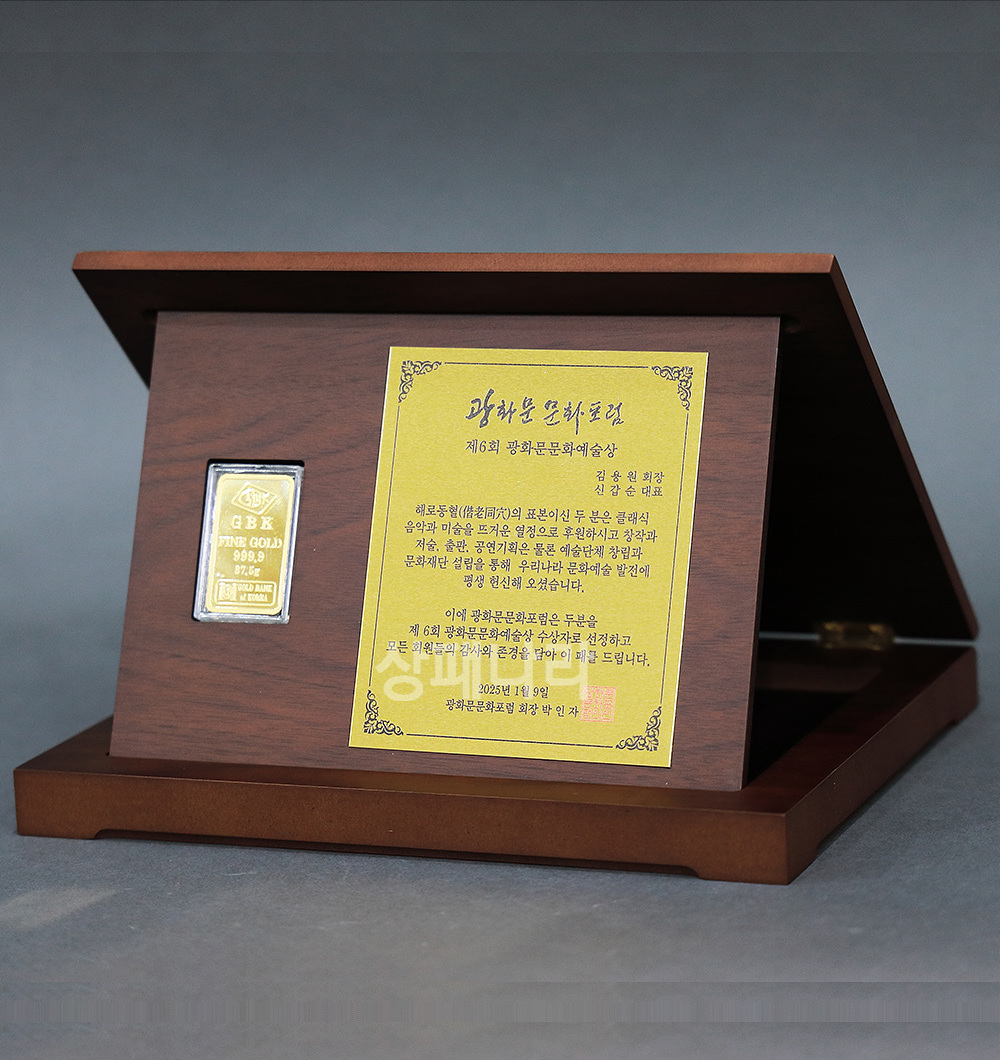 GBK
FINE GOLD
999.9
37.5g
GOLD BANK
of KOREA
광화문 문화포럼
제6회 광화문문화예술상
김 용 원 회장
신 갑 순 대표
해로동혈(偕老同穴)의 표본이신 두 분은 클래식
음악과 미술을 뜨거운 열정으로 후원하시고 창작과
저술, 출판, 공연기획은 물론 예술단체 창립과
문화재단 설립을 통해 우리나라 문화예술 발전에
평생 헌신해 오셨습니다.
이에 광화문문화포럼은 두분을
제 6회 광화문문화예술상 수상자로 선정하고
모든 회원들의 감사와 존경을 담아 이 패를 드립니다.
상패나라
2025년 1월 9일
광화문문화포럼 회장 박 인 자